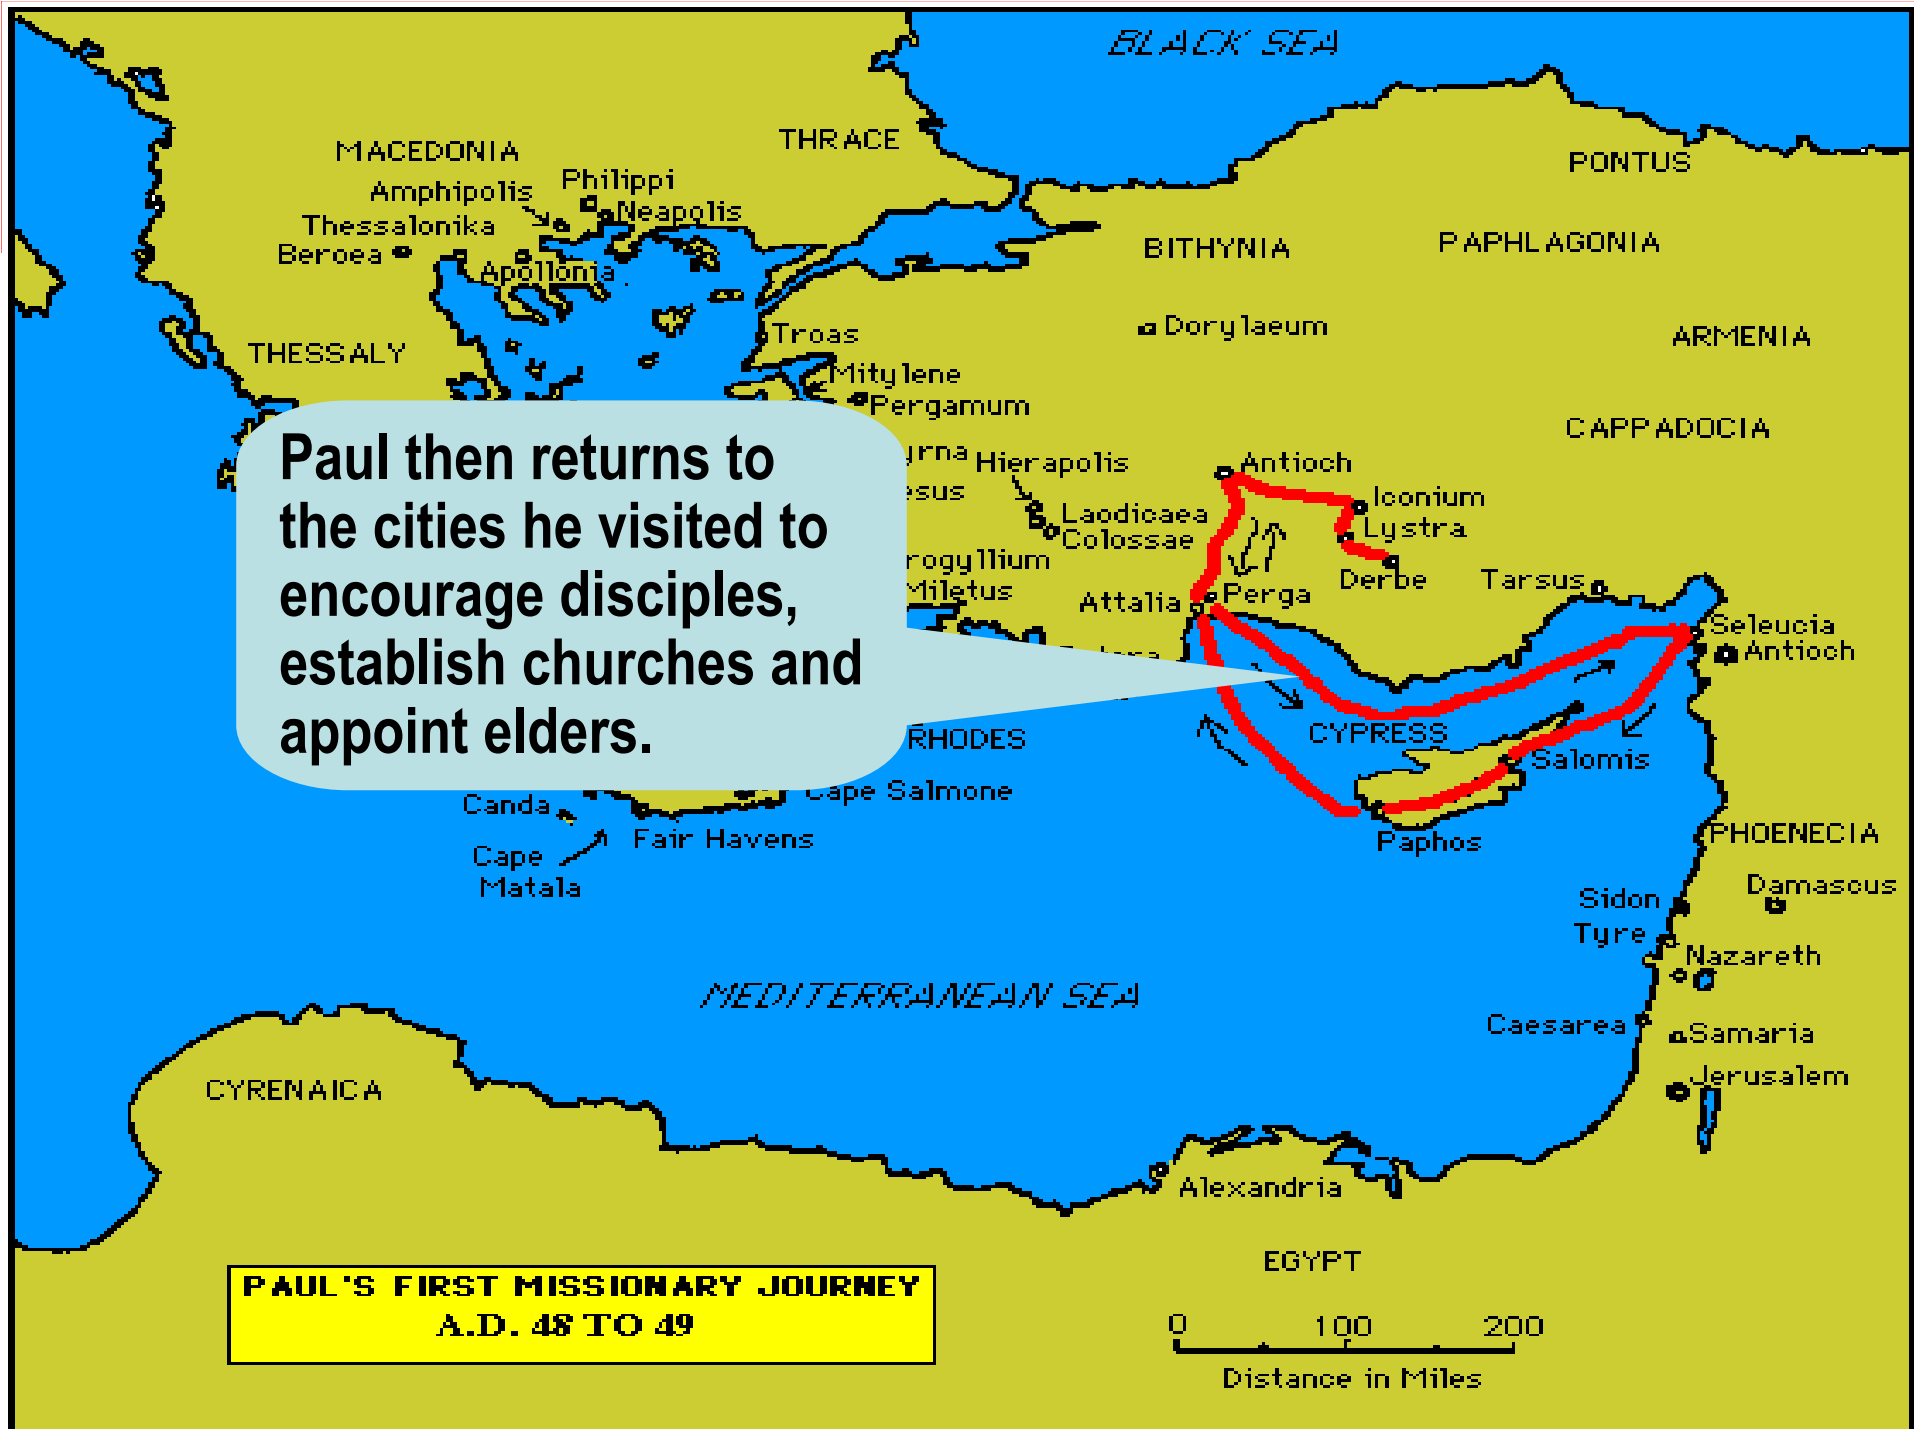 BLACK SEA
THRACE
MACEDONIA
PONTUS
Philippi
Amphipolis
Neapolis
Thessalonika
Beroea
Apollonia
BITHYNIA
PAPHLAGONIA
Dorylaeum
Troas
ARMENIA
THESSALY
Mitylene
Pergamum
CAPPADOCIA
Paul then returns to
the cities he visited to
encourage disciples,
establish churches and
appoint elders.
yrna
Hierapolis
Antioch
esus
Iconium
Laodicaea
Lystra
Colossae
rogyllium
Derbe
Tarsus
Miletus
Attalia
Perga
Seleucia
Antioch
RHODES
CYPRESS
Salomis
Canda
Cape Salmone
Fair Havens
Paphos
PHOENECIA
Cape
Matala
Damascus
Sidon
Tyre
Nazareth
MEDITERRANEAN SEA
Caesarea
Samaria
Jerusalem
CYRENAICA
Alexandria
EGYPT
PAUL'S FIRST MISSIONARY JOURNEY
A.D. 48 TO 49
0 100 200
Distance in Miles